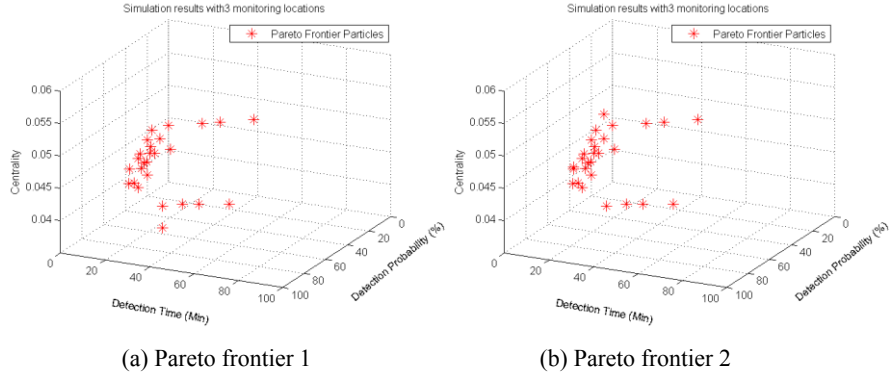 Simulation results with3 monitoring locations
Pareto Frontier Particles
0.06
0.055
0.05
0.045
0.04
Centrality
0
20
40
60
80
100
Detection Time (Min)
0
20
40
60
80
100
Detection Probability (%)
(a) Pareto frontier 1
Simulation results with3 monitoring locations
Pareto Frontier Particles
0.06
0.055
0.05
0.045
0.04
Centrality
0
20
40
60
80
100
Detection Time (Min)
0
20
40
60
80
100
Detection Probability (%)
(b) Pareto frontier 2